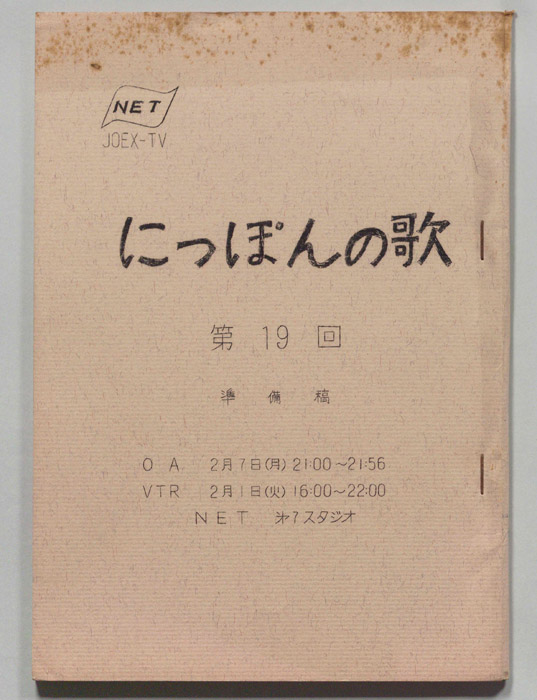 NET
JOEX-TV
にっぽんの歌
第 19 回
準 備 稿
O A 2月7日(月) 21:00～21:56
VTR 2月1日(火) 16:00～22:00
NET 才7スタジオ